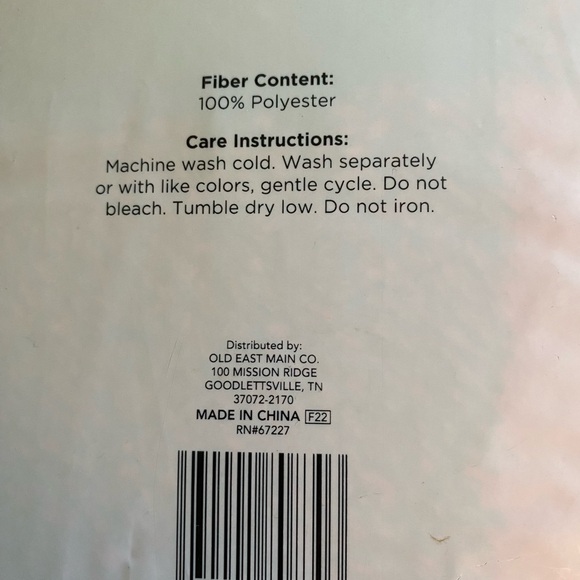 Fiber Content:
100% Polyester
Care Instructions:
Machine wash cold. Wash separately
or with like colors, gentle cycle. Do not
bleach. Tumble dry low. Do not iron.
Distributed by:
OLD EAST MAIN CO.
100 MISSION RIDGE
GOODLETTSVILLE, TN
37072-2170
MADE IN CHINA F22
RN#67227